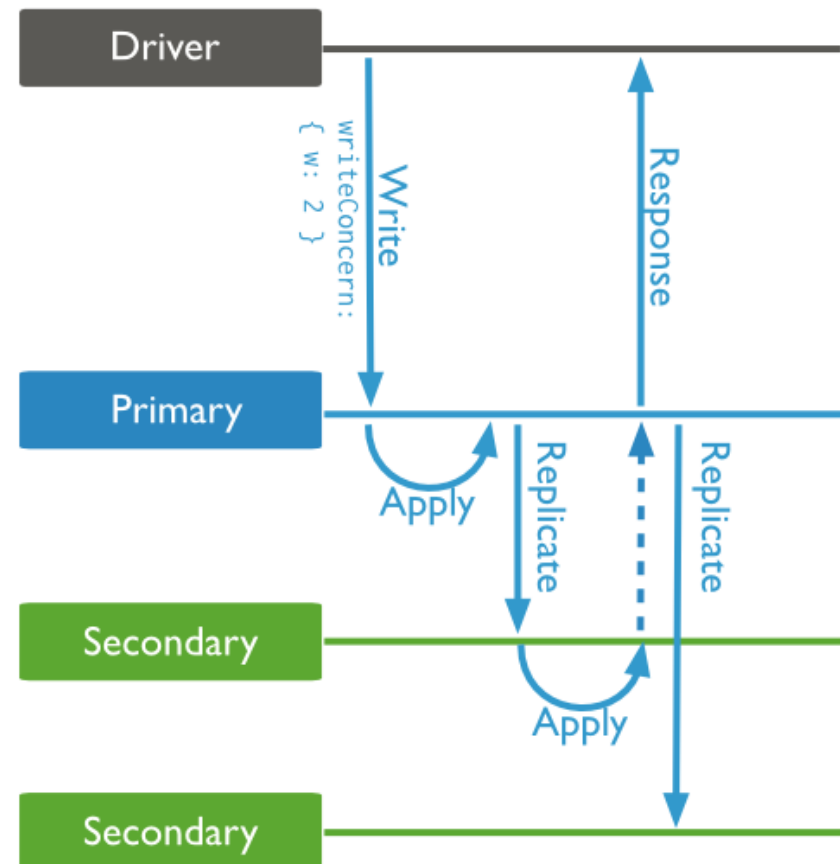 Driver
writeConcern:
{ w: 2 }
Write
Response
Primary
Apply
Replicate
Replicate
Secondary
Apply
Secondary